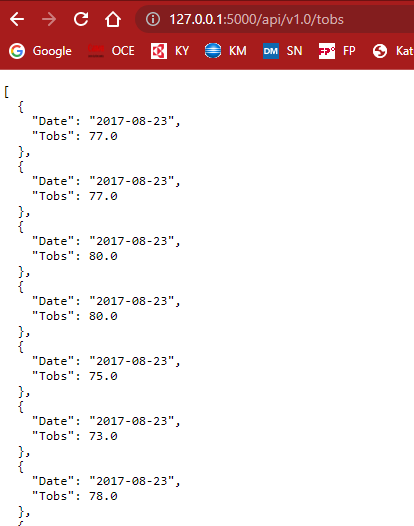 127.0.0.1:5000/api/v1.0/tobs
Google OCE KY KM DM SN FP FP Kat
[
  {
    "Date": "2017-08-23",
    "Tobs": 77.0
  },
  {
    "Date": "2017-08-23",
    "Tobs": 77.0
  },
  {
    "Date": "2017-08-23",
    "Tobs": 80.0
  },
  {
    "Date": "2017-08-23",
    "Tobs": 80.0
  },
  {
    "Date": "2017-08-23",
    "Tobs": 75.0
  },
  {
    "Date": "2017-08-23",
    "Tobs": 73.0
  },
  {
    "Date": "2017-08-23",
    "Tobs": 78.0
  },
  {